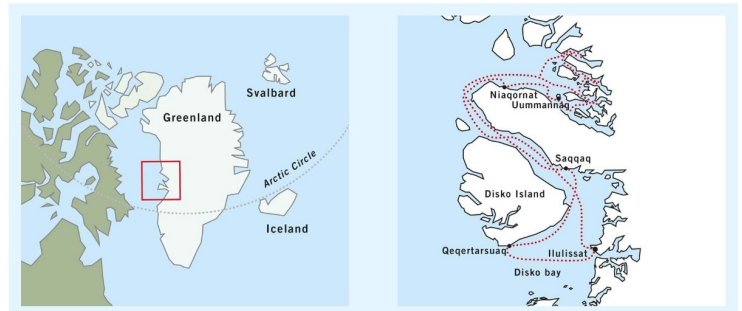 Svalbard
Greenland
Arctic Circle
Iceland
Niaqornat
Uummannaq
Saqqaq
Disko Island
Qeqertarsuaq
Ilulissat
Disko bay